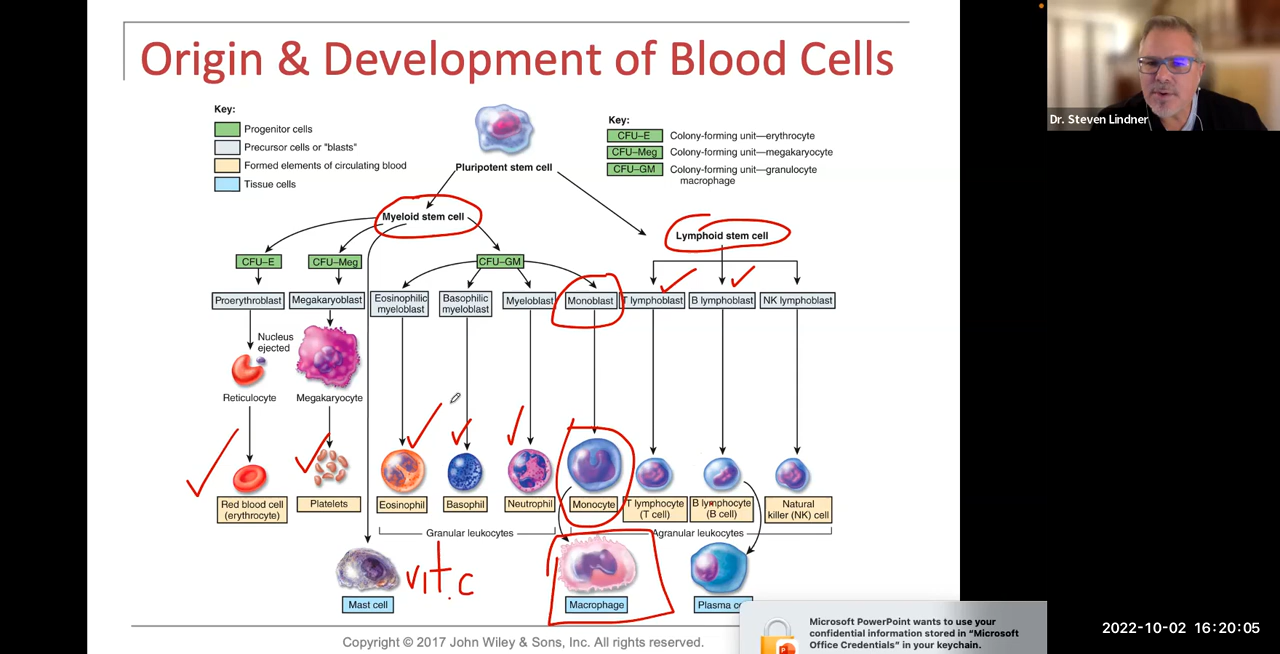 Origin & Development of Blood Cells
Key:
Progenitor cells
Precursor cells or "blasts"
Formed elements of circulating blood
Tissue cells
Pluripotent stem cell
Key:
CFU–E Colony-forming unit—erythrocyte
CFU–Meg Colony-forming unit—megakaryocyte
CFU–GM Colony-forming unit—granulocyte
macrophage
Dr. Steven Lindner
Myeloid stem cell
Lymphoid stem cell
CFU–E
CFU–Meg
CFU–GM
Proerythroblast
Megakaryoblast
Eosinophilic
myeloblast
Basophilic
myeloblast
Myeloblast
Monoblast
T lymphoblast
B lymphoblast
NK lymphoblast
Nucleus
ejected
Reticulocyte
Megakaryocyte
Red blood cell
(erythrocyte)
Platelets
Eosinophil
Basophil
Neutrophil
Monocyte
T lymphocyte
(T cell)
B lymphocyte
(B cell)
Natural
killer (NK) cell
Granular leukocytes
Agranular leukocytes
vit.c
Mast cell
Macrophage
Plasma
Copyright © 2017 John Wiley & Sons, Inc. All rights reserved.
Microsoft PowerPoint wants to use your
confidential information stored in “Microsoft
Office Credentials” in your keychain.
2022-10-02 16:20:05